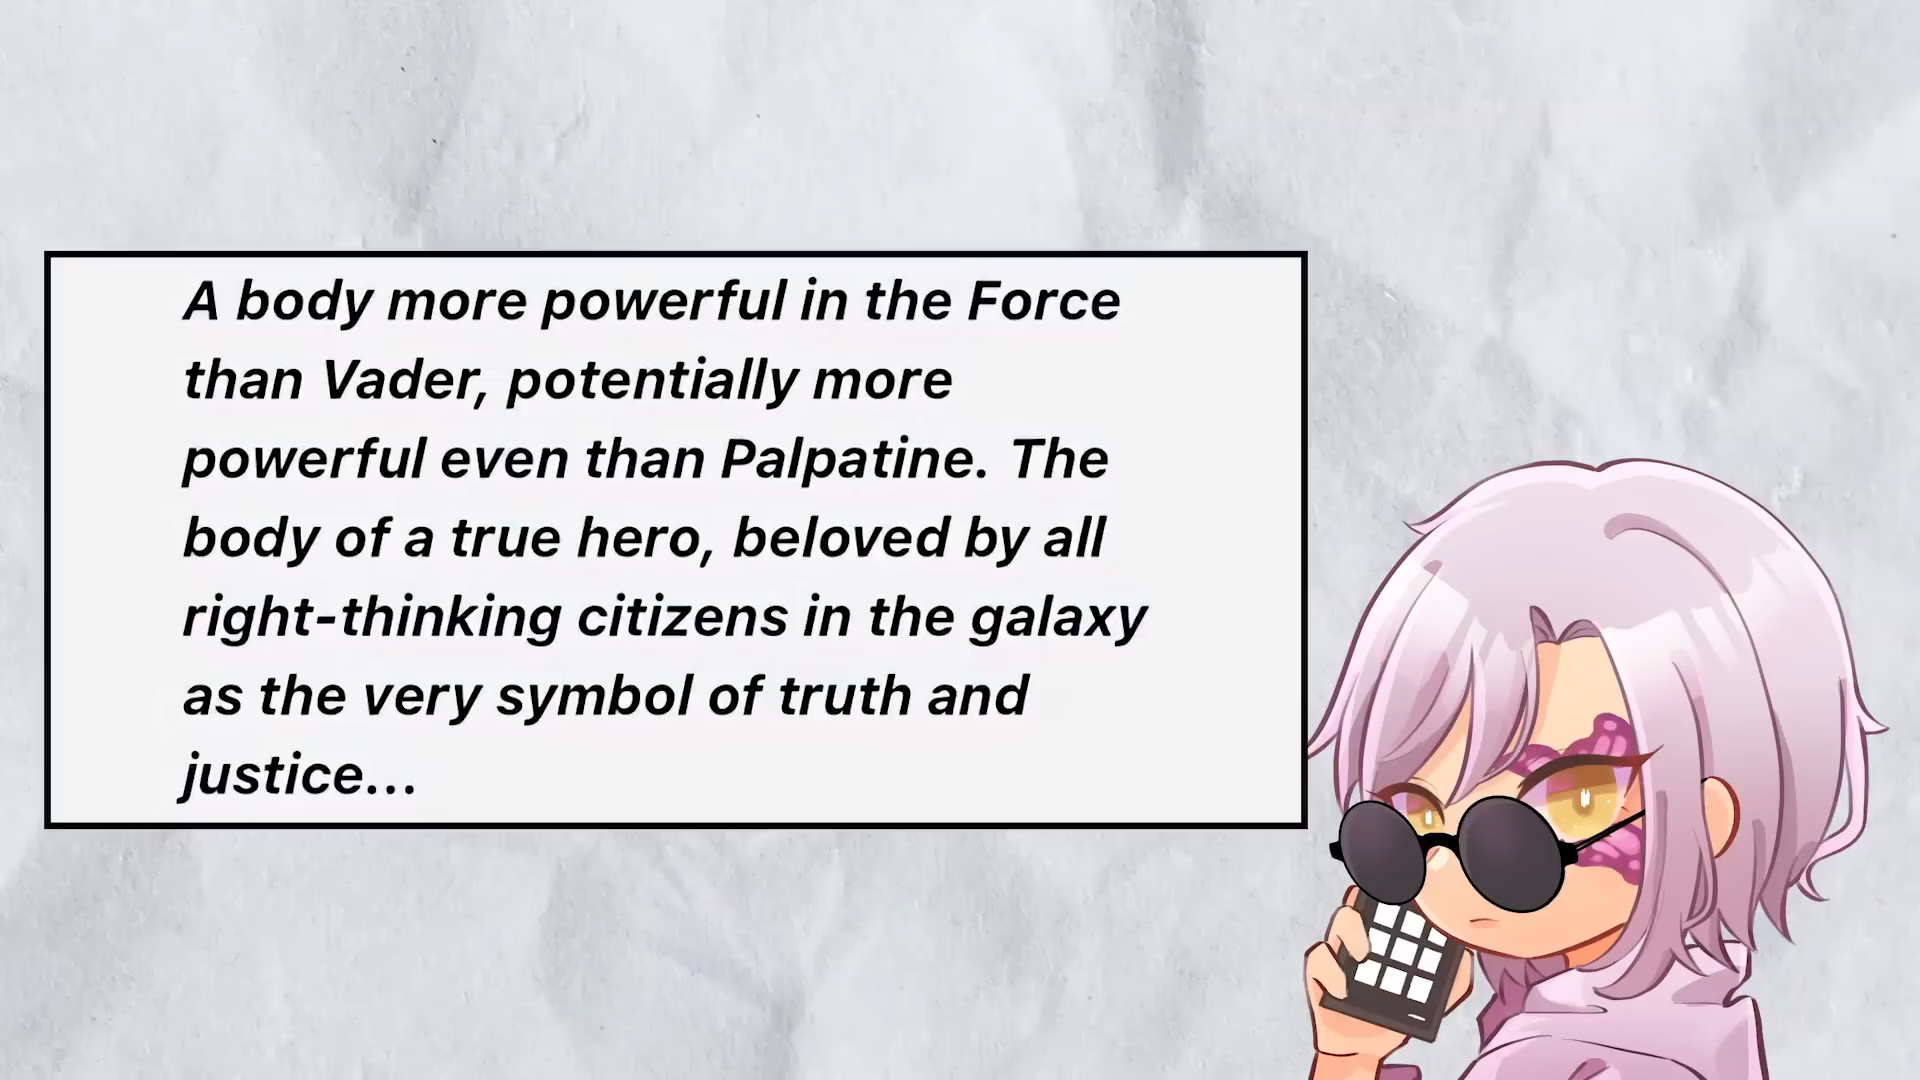 A body more powerful in the Force
than Vader, potentially more
powerful even than Palpatine. The
body of a true hero, beloved by all
right-thinking citizens in the galaxy
as the very symbol of truth and
justice...